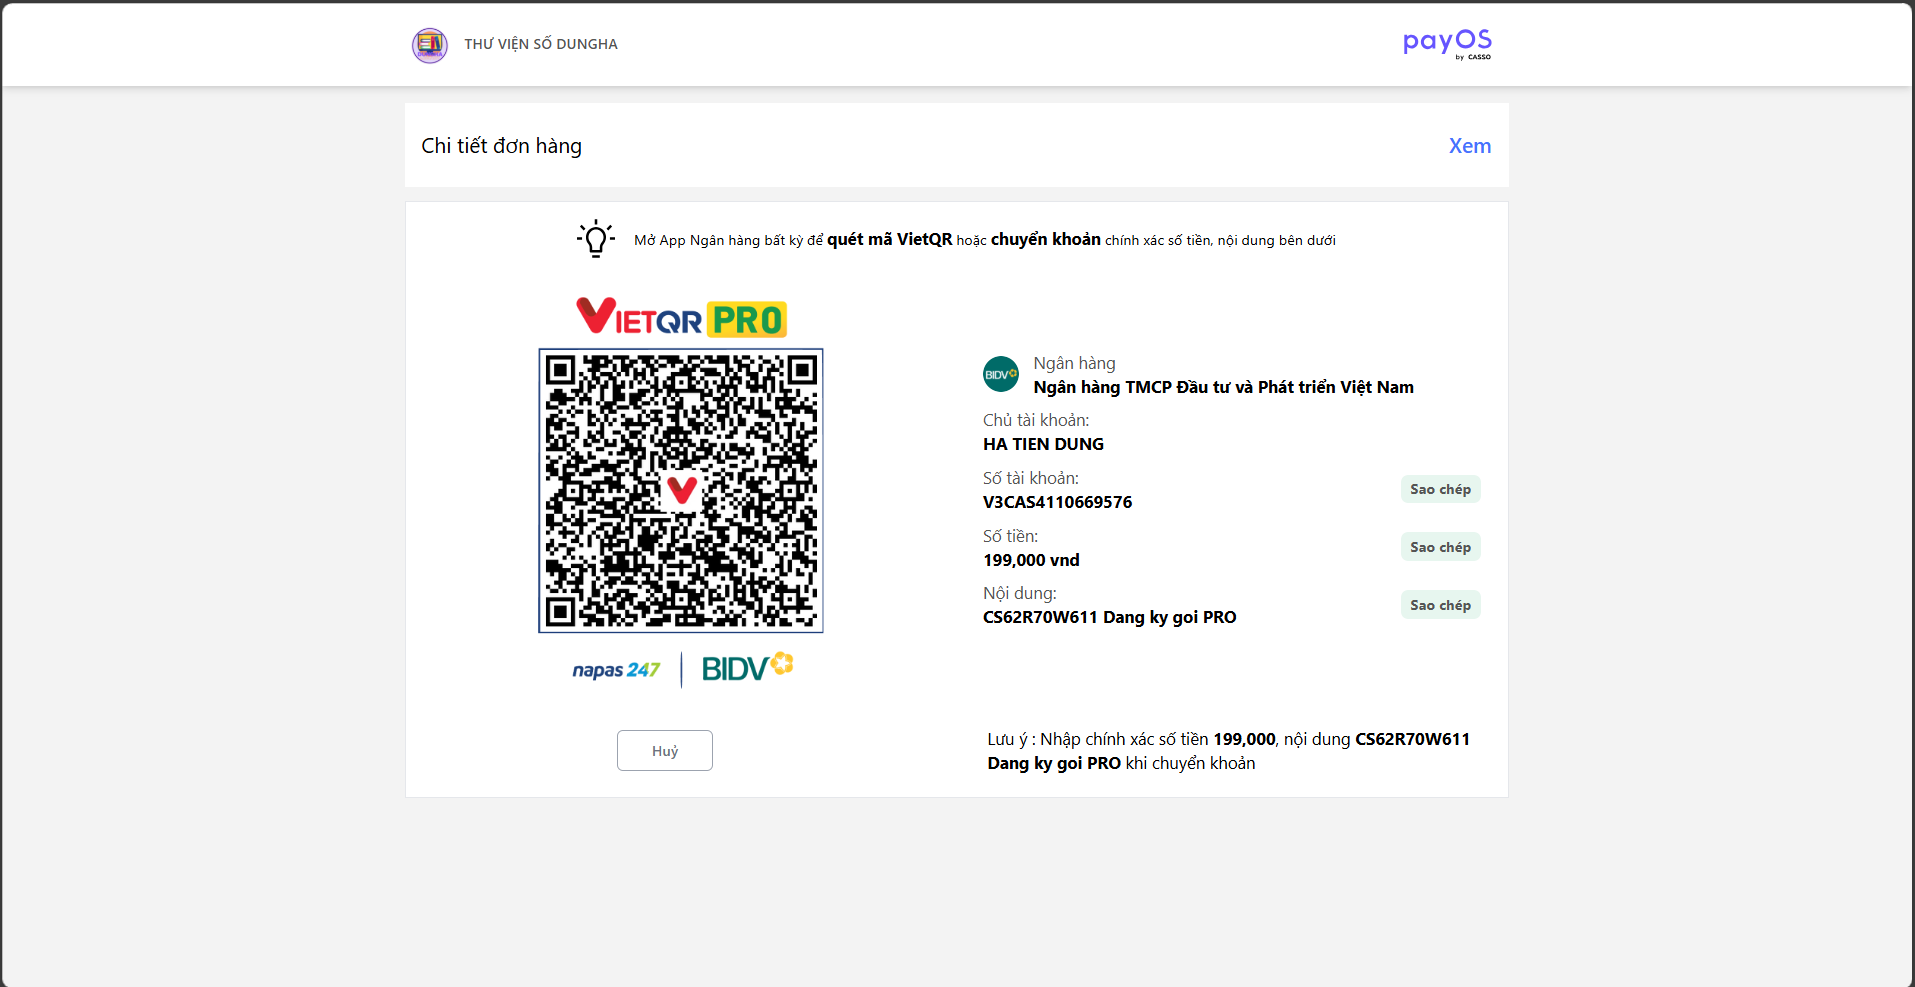 THƯ VIỆN SỐ DUNGHA
payOS
by CASSO
Chi tiết đơn hàng
Xem
Mở App Ngân hàng bất kỳ để quét mã VietQR hoặc chuyển khoản chính xác số tiền, nội dung bên dưới
VIETQR PRO
BIDV
Ngân hàng
Ngân hàng TMCP Đầu tư và Phát triển Việt Nam
Chủ tài khoản:
HA TIEN DUNG
Số tài khoản:
V3CAS4110669576
Sao chép
Số tiền:
199,000 vnd
Sao chép
Nội dung:
CS62R70W611 Dang ky goi PRO
Sao chép
napas 247
BIDV
Huỷ
Lưu ý : Nhập chính xác số tiền 199,000, nội dung CS62R70W611
Dang ky goi PRO khi chuyển khoản